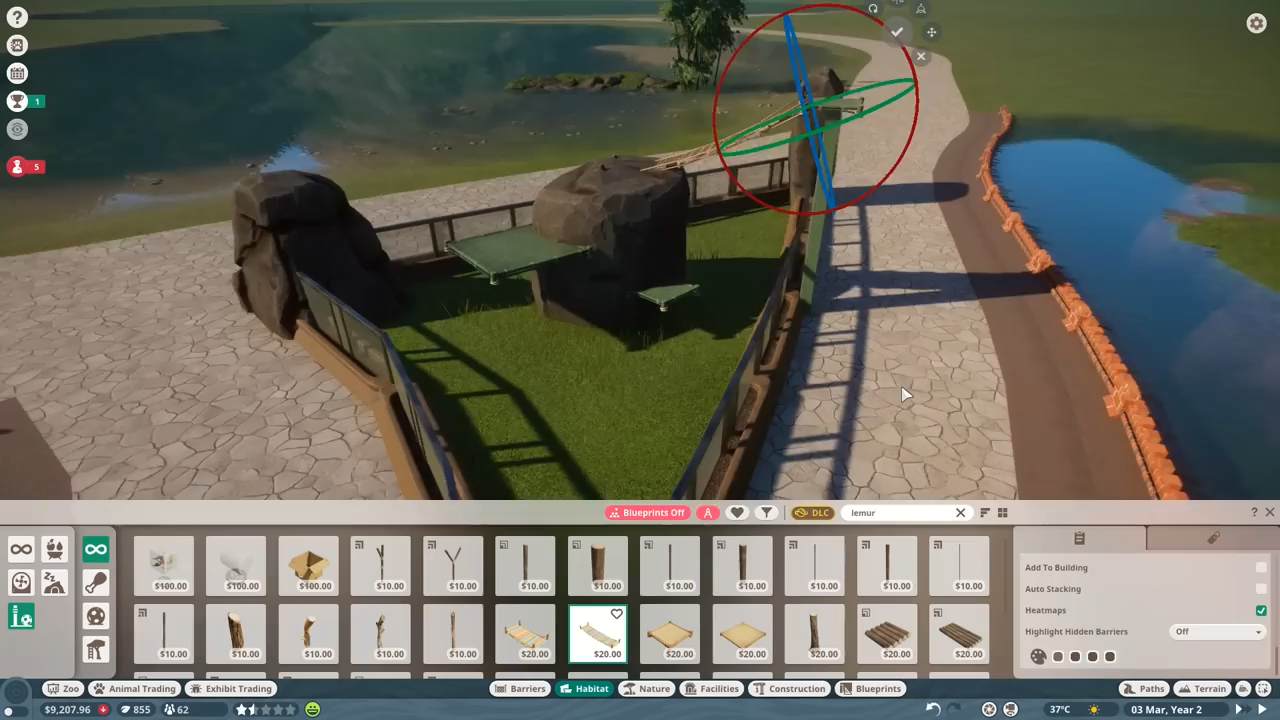 ?
1
5
Blueprints Off
DLC
lemur
?
$100.00
$100.00
$100.00
$10.00
$10.00
$10.00
$10.00
$10.00
$10.00
$10.00
$10.00
$10.00
$10.00
$10.00
$10.00
$10.00
$10.00
$20.00
$20.00
$20.00
$20.00
$10.00
$20.00
$20.00
Add To Building
Auto Stacking
Heatmaps
Highlight Hidden Barriers
Off
Zoo
Animal Trading
Exhibit Trading
Barriers
Habitat
Nature
Facilities
Construction
Blueprints
Paths
Terrain
$9,207.96
855
62
37°C
03 Mar, Year 2